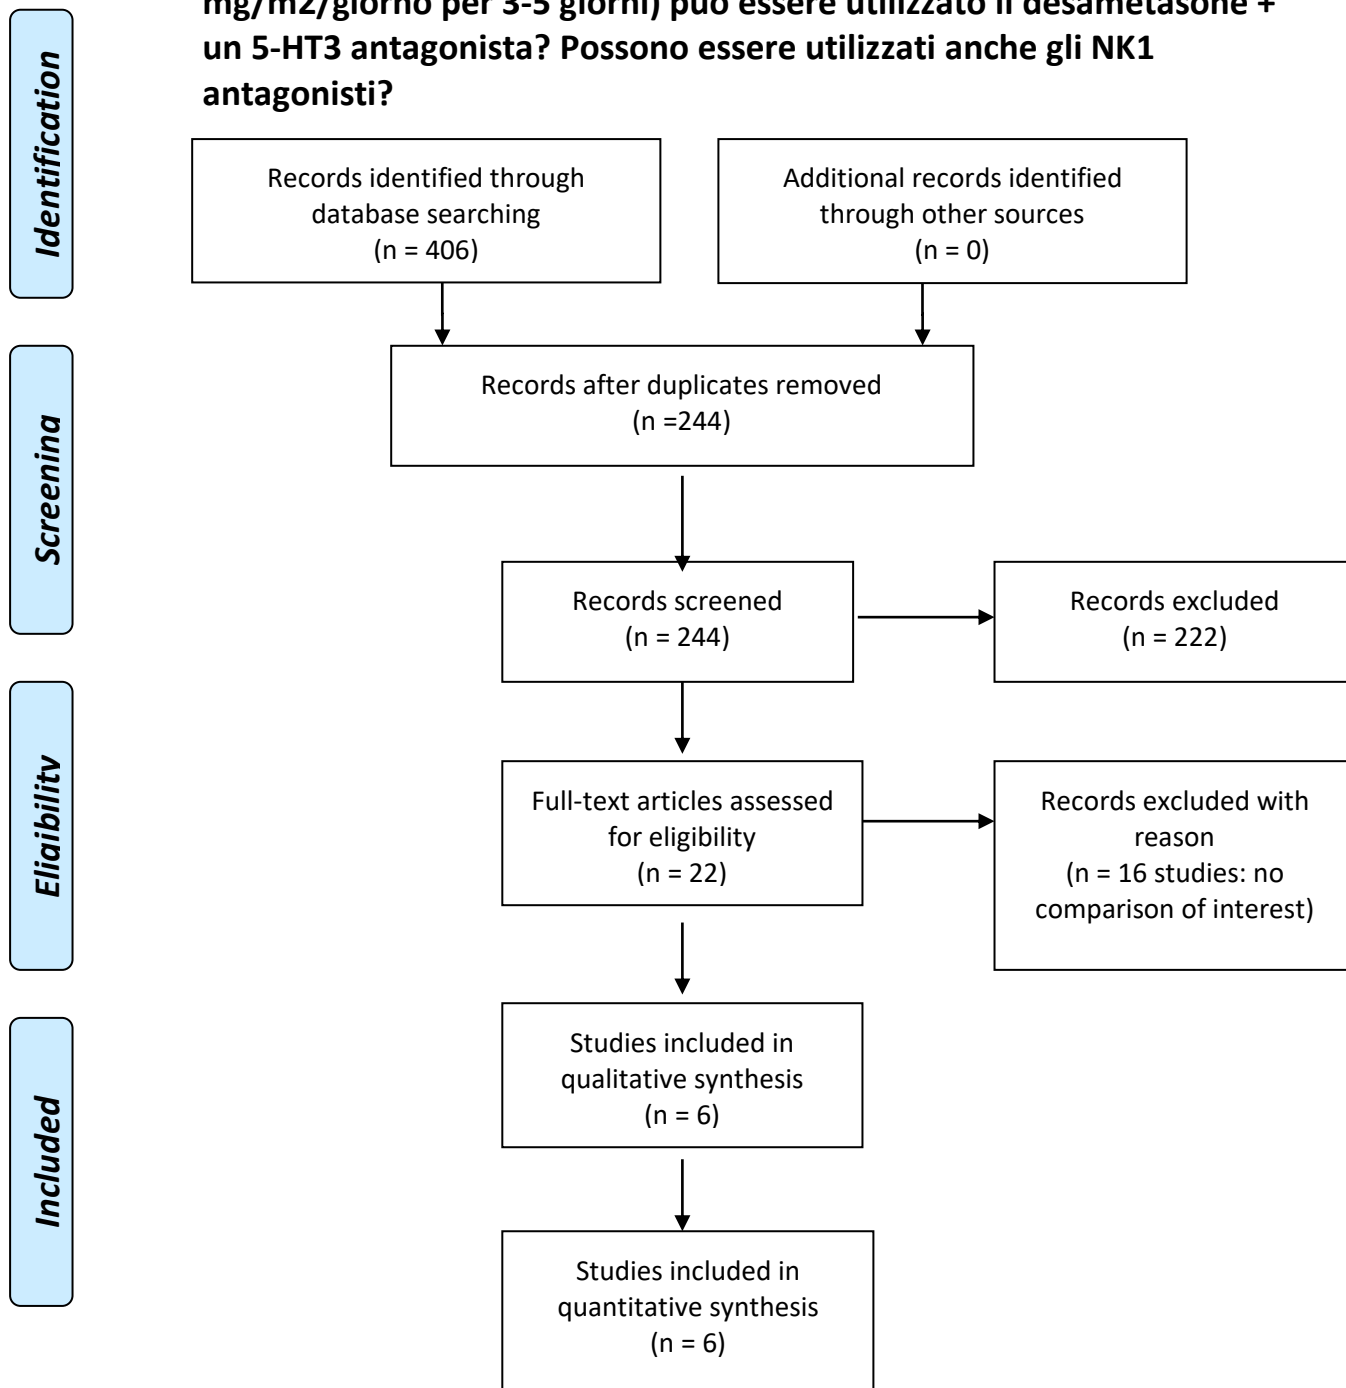 mg/m2/giorno per 3-5 giorni) può essere utilizzato il desametasone +
un 5-HT3 antagonista? Possono essere utilizzati anche gli NK1
antagonisti?
Identification
Records identified through
database searching
(n = 406)
Additional records identified
through other sources
(n = 0)
Records after duplicates removed
(n =244)
Screening
Records screened
(n = 244)
Records excluded
(n = 222)
Eligibility
Full-text articles assessed
for eligibility
(n = 22)
Records excluded with
reason
(n = 16 studies: no
comparison of interest)
Included
Studies included in
qualitative synthesis
(n = 6)
Studies included in
quantitative synthesis
(n = 6)